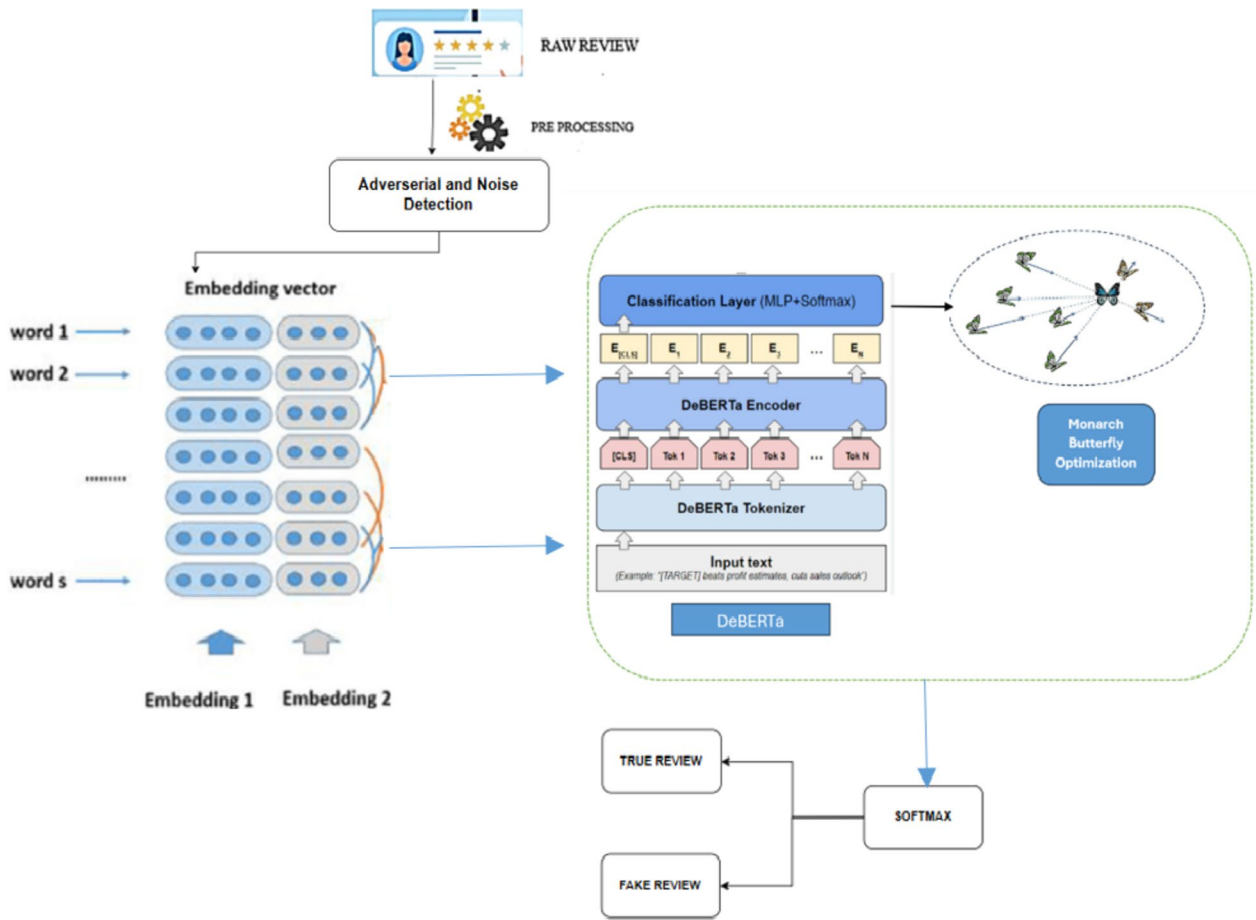 RAW REVIEW
PRE PROCESSING
Adverserial and Noise
Detection
Embedding vector
word 1
word 2
.........
word s
Embedding 1
Embedding 2
Classification Layer (MLP+Softmax)
E[CLS] E1 E2 E3 ... EN
DeBERTa Encoder
[CLS] Tok 1 Tok 2 Tok 3 ... Tok N
DeBERTa Tokenizer
Input text
(Example: "[TARGET] beats profit estimates, cuts sales outlook")
DeBERTa
Monarch
Butterfly
Optimization
SOFTMAX
TRUE REVIEW
FAKE REVIEW